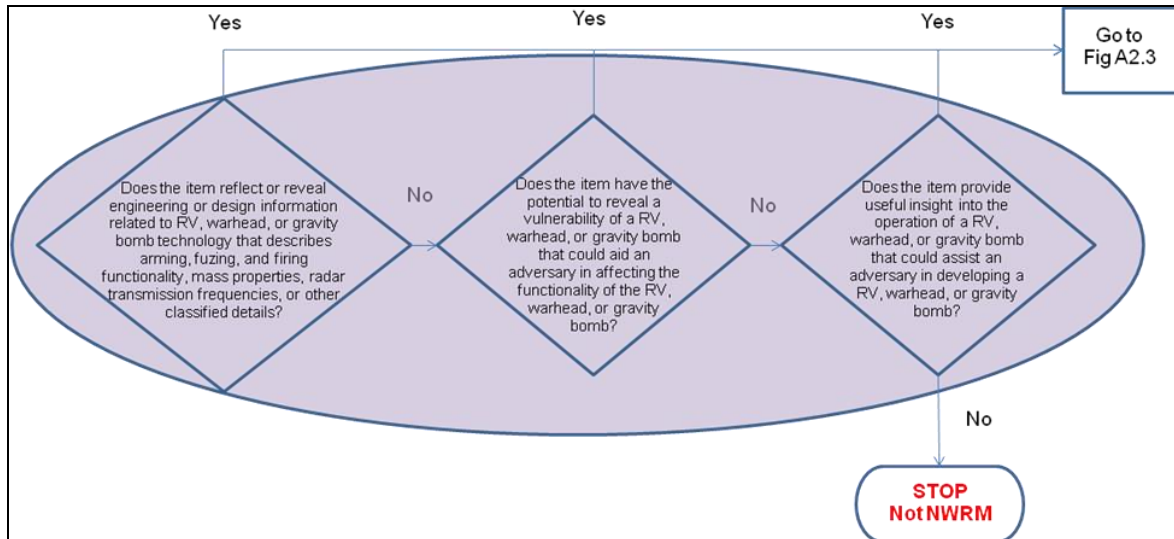 Yes
Yes
Yes
Go to
Fig A2.3
Does the item reflect or reveal
engineering or design information
related to RV, warhead, or gravity
bomb technology that describes
arming, fuzing, and firing
functionality, mass properties, radar
transmission frequencies, or other
classified details?
No
Does the item have the
potential to reveal a
vulnerability of a RV,
warhead, or gravity bomb
that could aid an
adversary in affecting the
functionality of the RV,
warhead, or gravity
bomb?
No
Does the item provide
useful insight into the
operation of a RV,
warhead, or gravity bomb
that could assist an
adversary in developing a
RV, warhead, or gravity
bomb?
No
STOP
Not NWRM